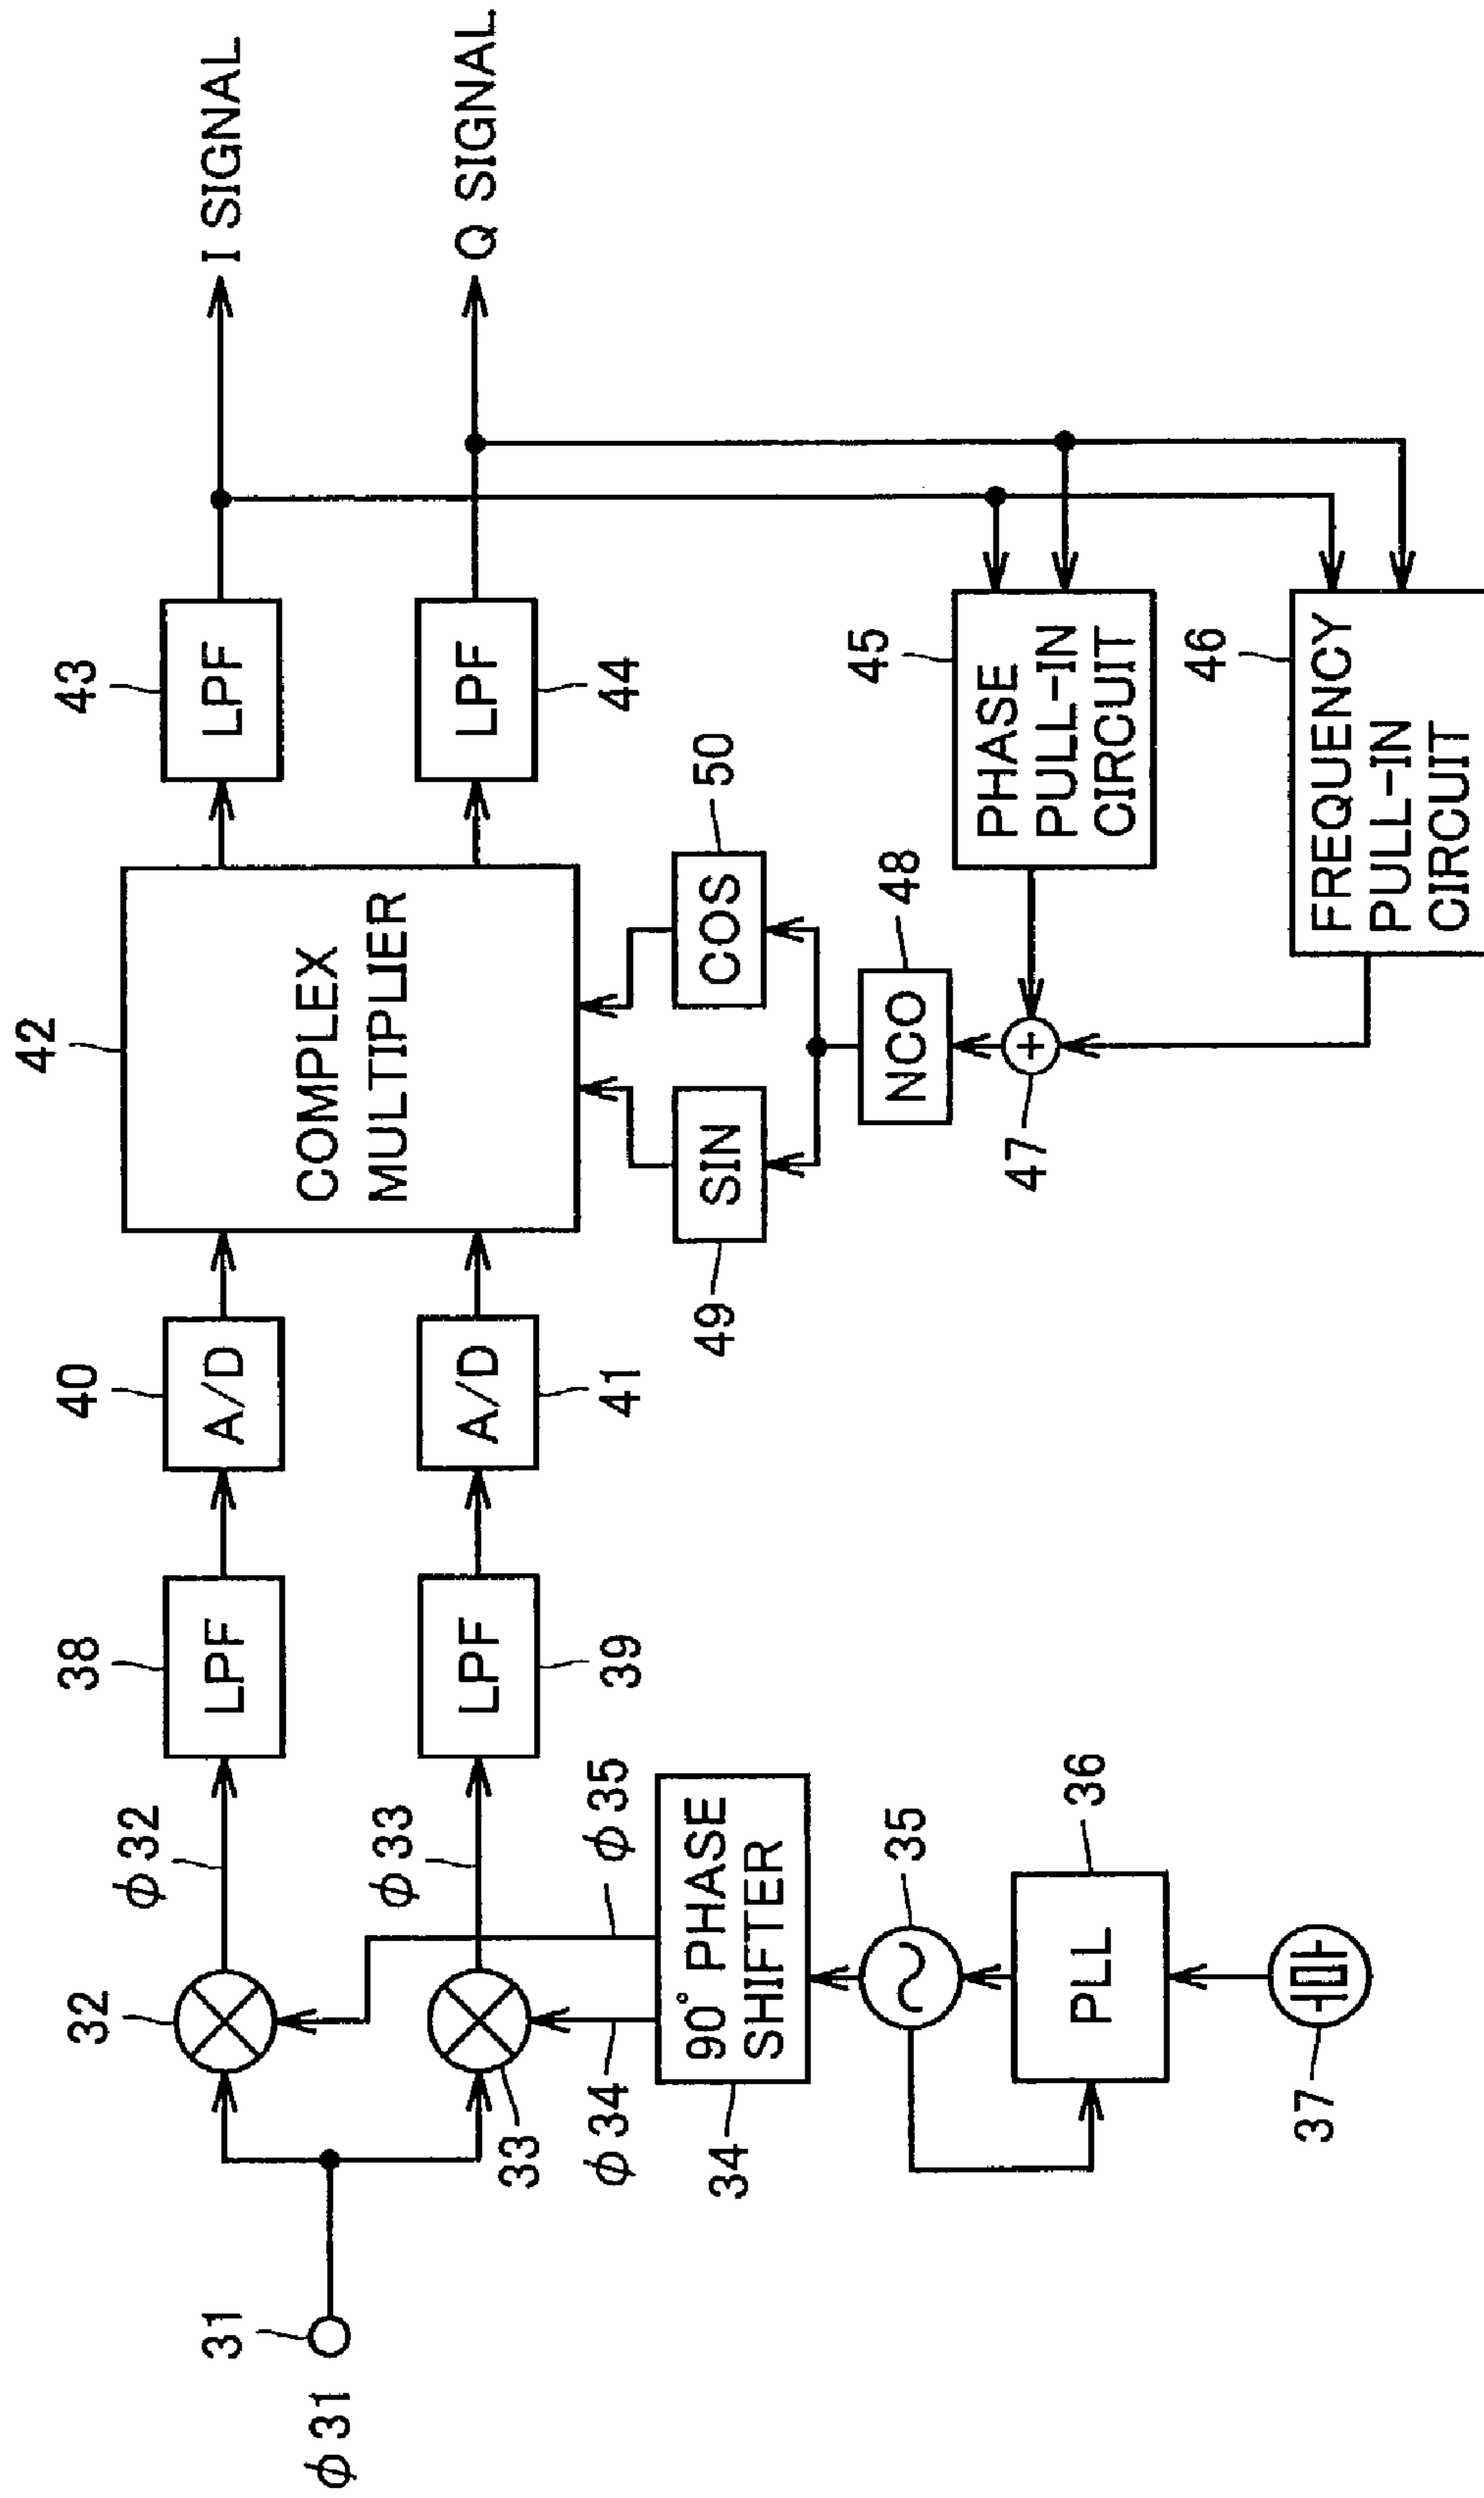 φ31
31
32
33
φ32
φ33
φ34
φ35
34
90° PHASE
SHIFTER
35
36
PLL
37
38
LPF
39
LPF
40
A/D
41
A/D
42
COMPLEX
MULTIPLIER
49
SIN
50
COS
48
NCO
47
+
43
LPF
44
LPF
45
PHASE
PULL-IN
CIRCUIT
46
FREQUENCY
PULL-IN
CIRCUIT
I SIGNAL
Q SIGNAL